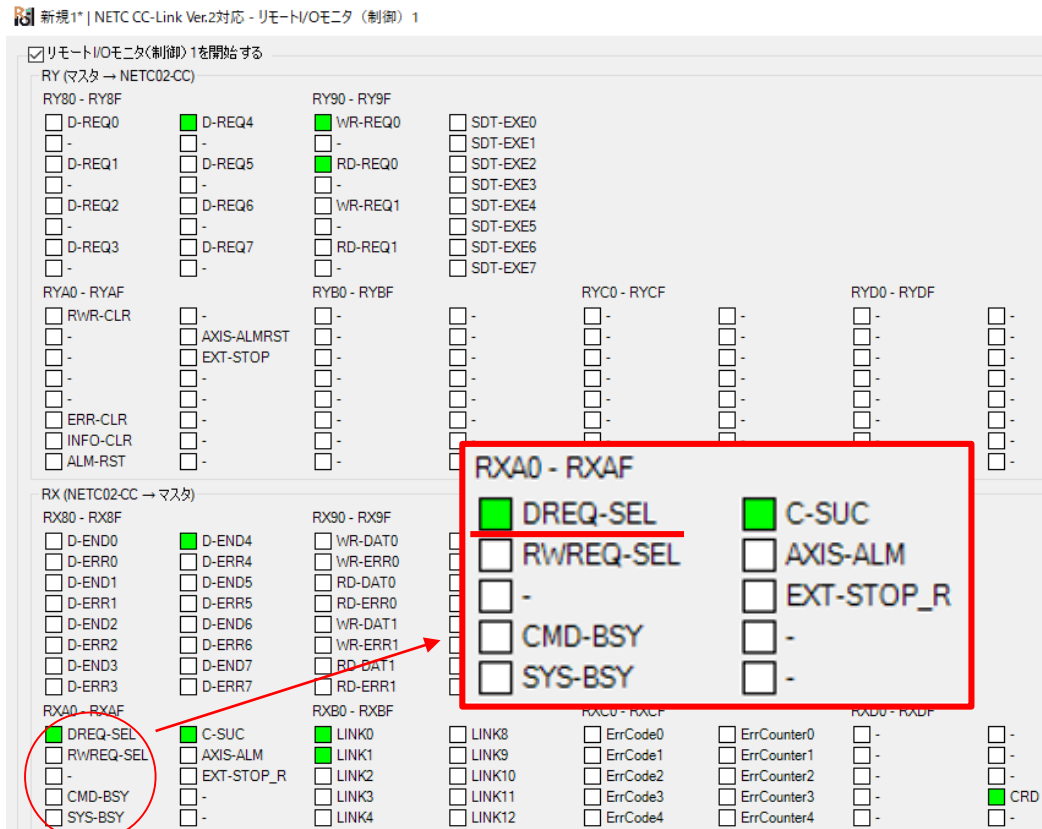 新規1* | NETC CC-Link Ver.2対応 - リモートI/Oモニタ（制御）1
リモートI/Oモニタ(制御) 1を開始する
RY (マスタ → NETC02-CC)
RY80 - RY8F RY90 - RY9F
D-REQ0 D-REQ4 WR-REQ0 SDT-EXE0
- - - SDT-EXE1
D-REQ1 D-REQ5 RD-REQ0 SDT-EXE2
- - - SDT-EXE3
D-REQ2 D-REQ6 WR-REQ1 SDT-EXE4
- - - SDT-EXE5
D-REQ3 D-REQ7 RD-REQ1 SDT-EXE6
- - - SDT-EXE7
RYA0 - RYAF RYB0 - RYBF RYC0 - RYCF RYD0 - RYDF
RWR-CLR - - - - - - -
- AXIS-ALMRST - - - - - -
- EXT-STOP - - - - - -
- - - - - - - -
- - - - - - - -
ERR-CLR - - - - - - -
INFO-CLR - - - - - - -
ALM-RST - - -
RXA0 - RXAF
DREQ-SEL C-SUC
RWREQ-SEL AXIS-ALM
- EXT-STOP_R
CMD-BSY -
SYS-BSY -
RX (NETC02-CC → マスタ)
RX80 - RX8F RX90 - RX9F
D-END0 D-END4 WR-DAT0
D-ERR0 D-ERR4 WR-ERR0
D-END1 D-END5 RD-DAT0
D-ERR1 D-ERR5 RD-ERR0
D-END2 D-END6 WR-DAT1
D-ERR2 D-ERR6 WR-ERR1
D-END3 D-END7 RD-DAT1
D-ERR3 D-ERR7 RD-ERR1
RXA0 - RXAF RXB0 - RXBF RXC0 - RXCF RXD0 - RXDF
DREQ-SEL C-SUC LINK0 LINK8 ErrCode0 ErrCounter0 - -
RWREQ-SEL AXIS-ALM LINK1 LINK9 ErrCode1 ErrCounter1 - -
- EXT-STOP_R LINK2 LINK10 ErrCode2 ErrCounter2 - -
CMD-BSY - LINK3 LINK11 ErrCode3 ErrCounter3 - CRD
SYS-BSY - LINK4 LINK12 ErrCode4 ErrCounter4 - -